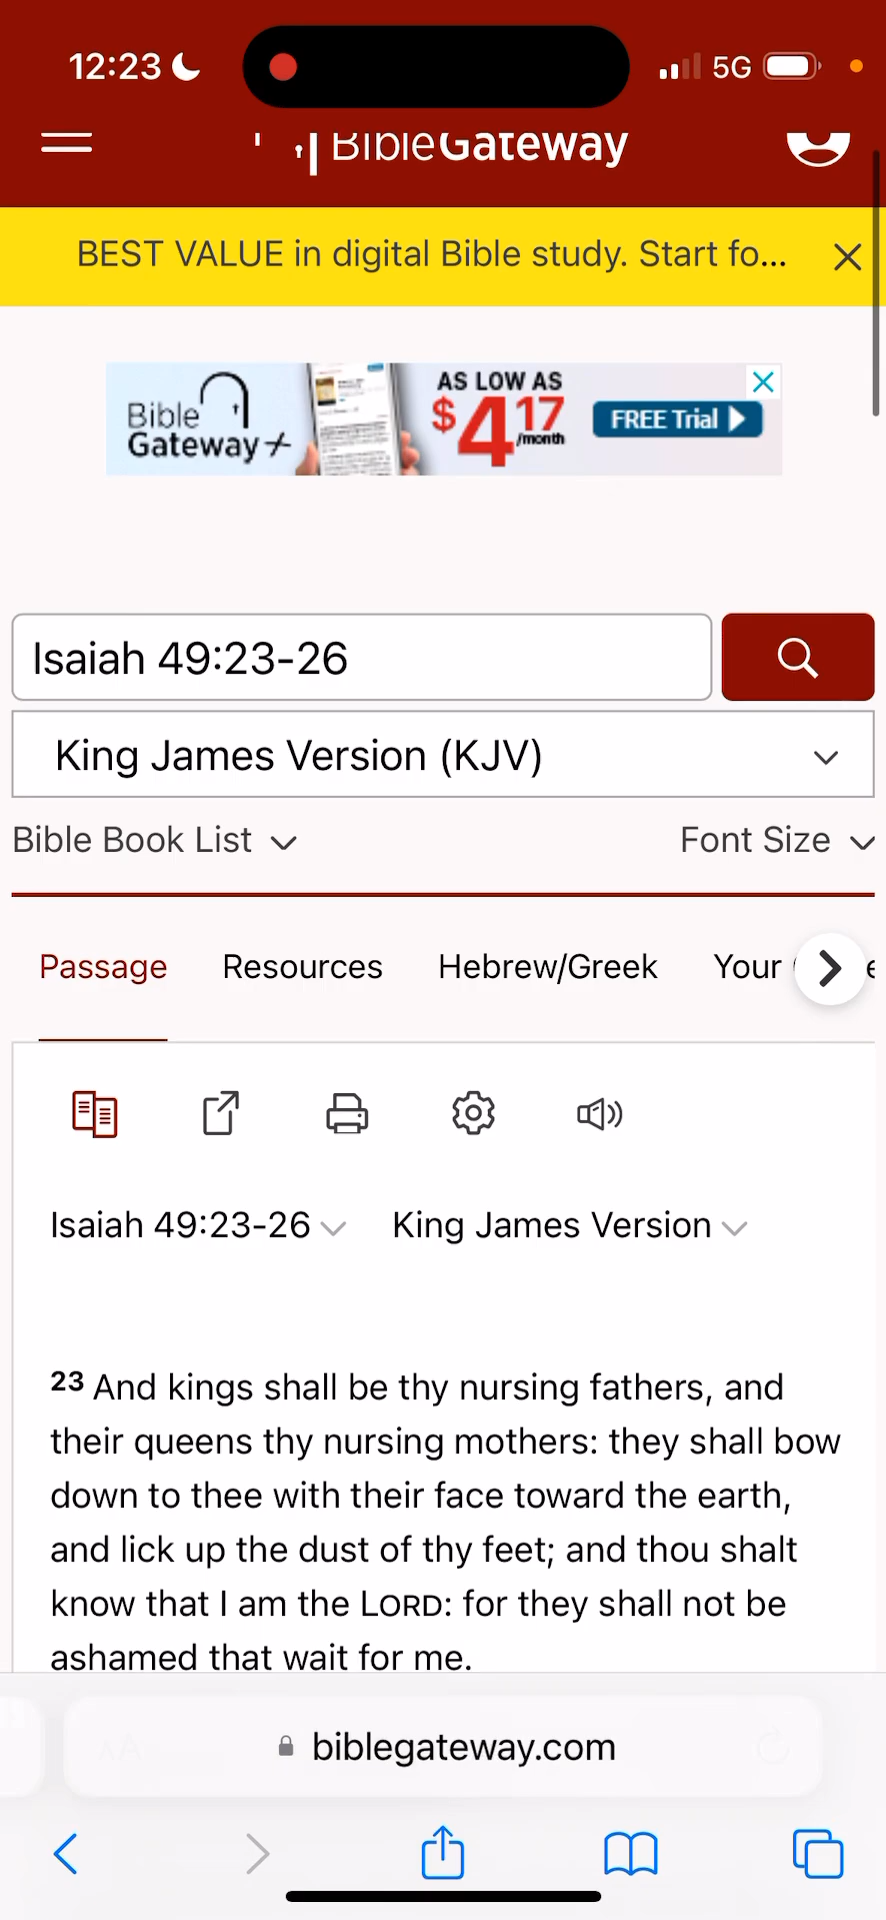 12:23 5G
BibleGateway
BEST VALUE in digital Bible study. Start fo...
Bible Gateway+
AS LOW AS
$4.17
/month
FREE Trial
Isaiah 49:23-26
King James Version (KJV)
Bible Book List Font Size
Passage Resources Hebrew/Greek Your
Isaiah 49:23-26 King James Version
23 And kings shall be thy nursing fathers, and
their queens thy nursing mothers: they shall bow
down to thee with their face toward the earth,
and lick up the dust of thy feet; and thou shalt
know that I am the LORD: for they shall not be
ashamed that wait for me.
biblegateway.com